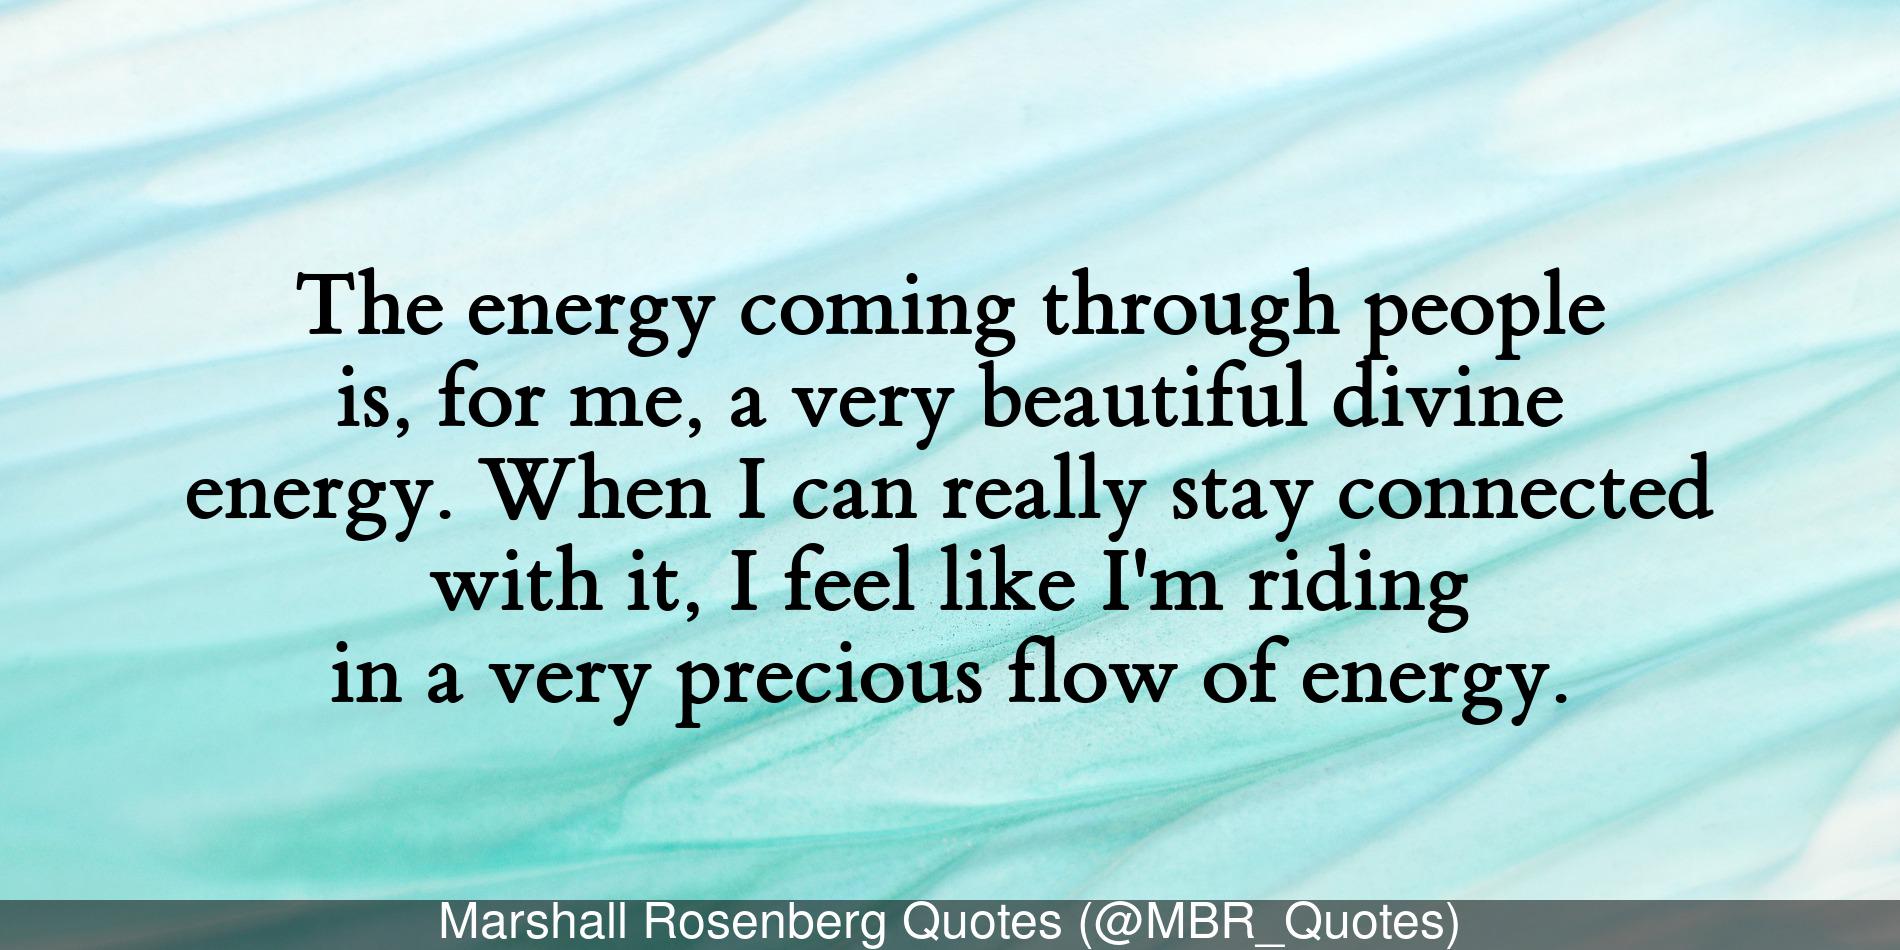 The energy coming through people
is, for me, a very beautiful divine
energy. When I can really stay connected
with it, I feel like I'm riding
in a very precious flow of energy.
Marshall Rosenberg Quotes (@MBR_Quotes)